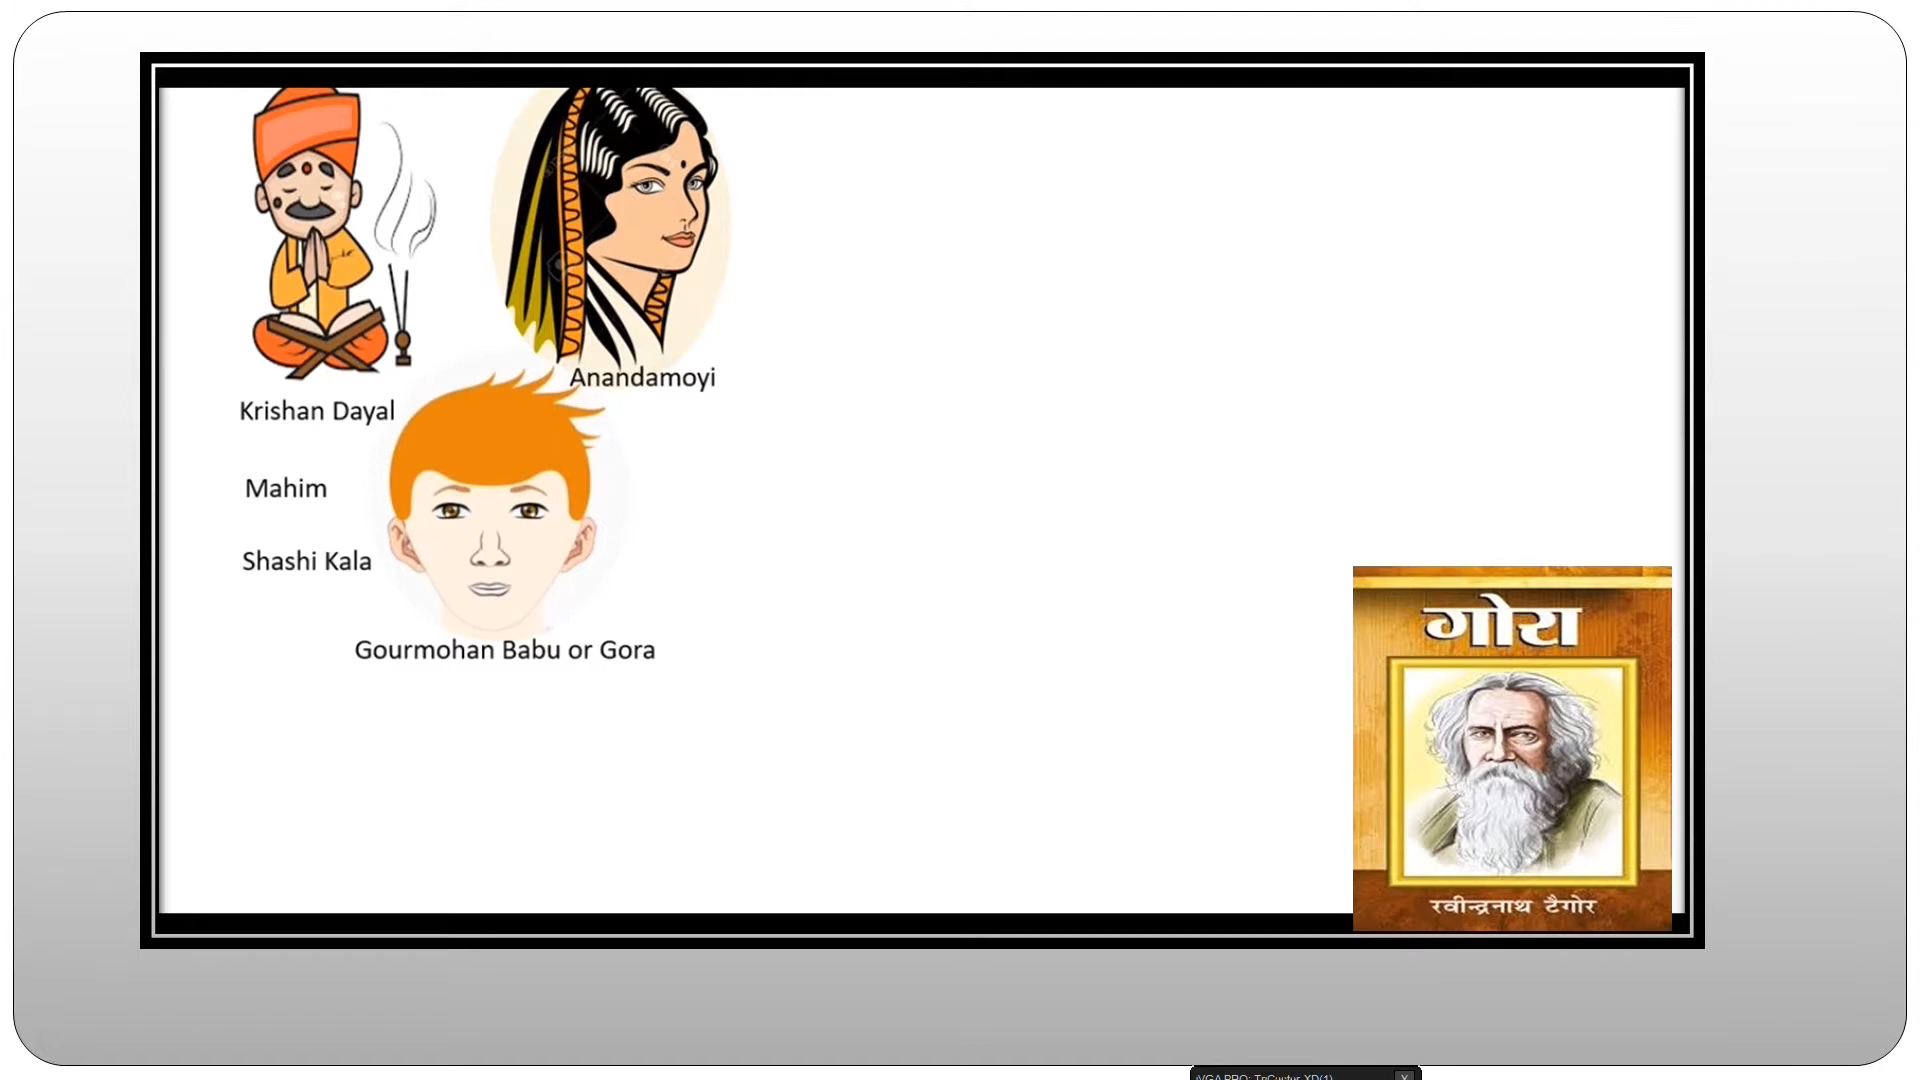 Anandamoyi
Krishan Dayal
Mahim
Shashi Kala
Gourmohan Babu or Gora
गोरा
रवीन्द्रनाथ टैगोर